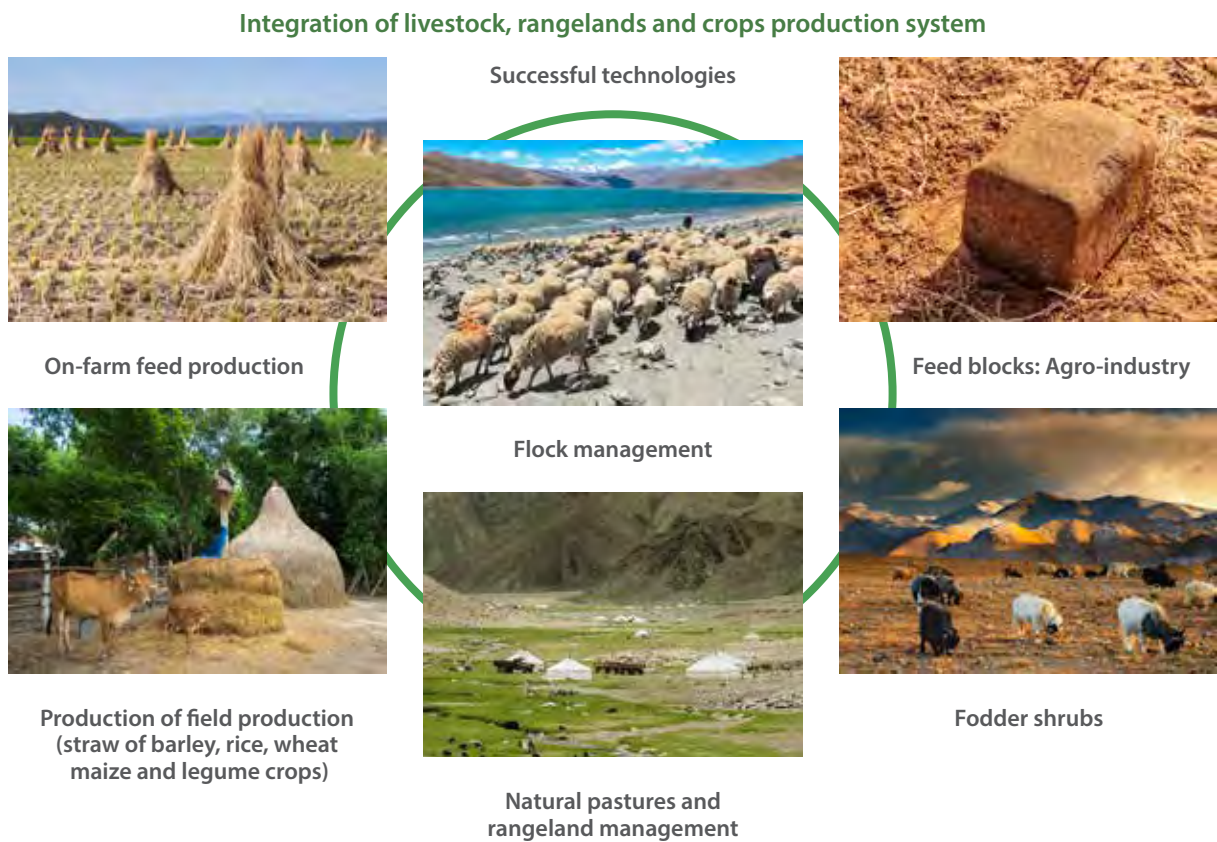 Integration of livestock, rangelands and crops production system
Successful technologies
On-farm feed production
Feed blocks: Agro-industry
Flock management
Production of field production
(straw of barley, rice, wheat
maize and legume crops)
Fodder shrubs
Natural pastures and
rangeland management